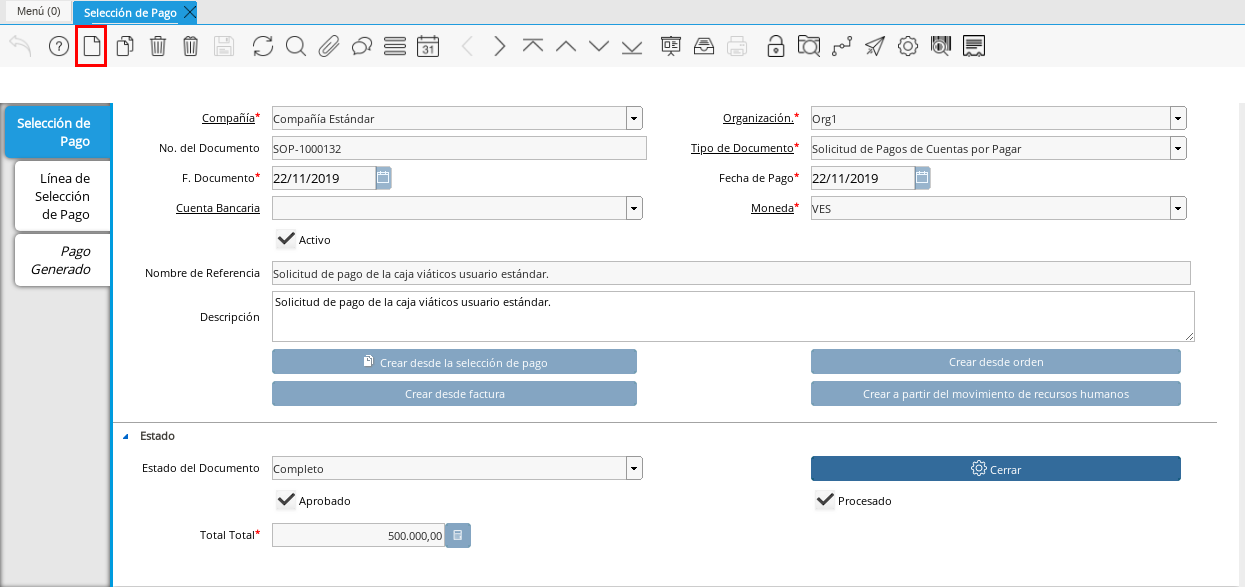 Menú (0)
Selección de Pago
31
Selección de
Pago
Línea de
Selección
de Pago
Pago
Generado
Compañía* Compañía Estándar
Organización.* Org1
No. del Documento SOP-1000132
Tipo de Documento* Solicitud de Pagos de Cuentas por Pagar
F. Documento* 22/11/2019
Fecha de Pago* 22/11/2019
Cuenta Bancaria
Moneda* VES
Activo
Nombre de Referencia Solicitud de pago de la caja viáticos usuario estándar.
Descripción Solicitud de pago de la caja viáticos usuario estándar.
Crear desde la selección de pago
Crear desde orden
Crear desde factura
Crear a partir del movimiento de recursos humanos
Estado
Estado del Documento Completo
Cerrar
Aprobado
Procesado
Total Total* 500.000,00